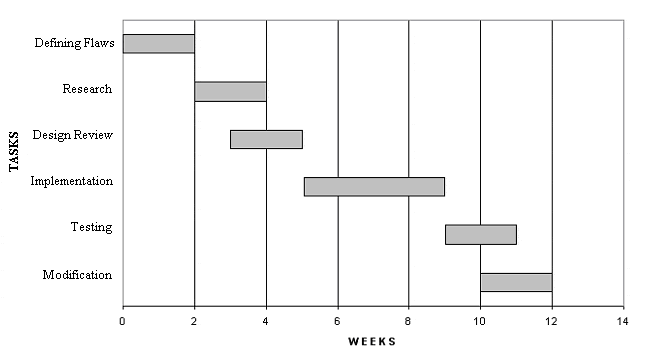 Defining Flaws
Research
Design Review
TASKS
Implementation
Testing
Modification
0 2 4 6 8 10 12 14
WEEKS